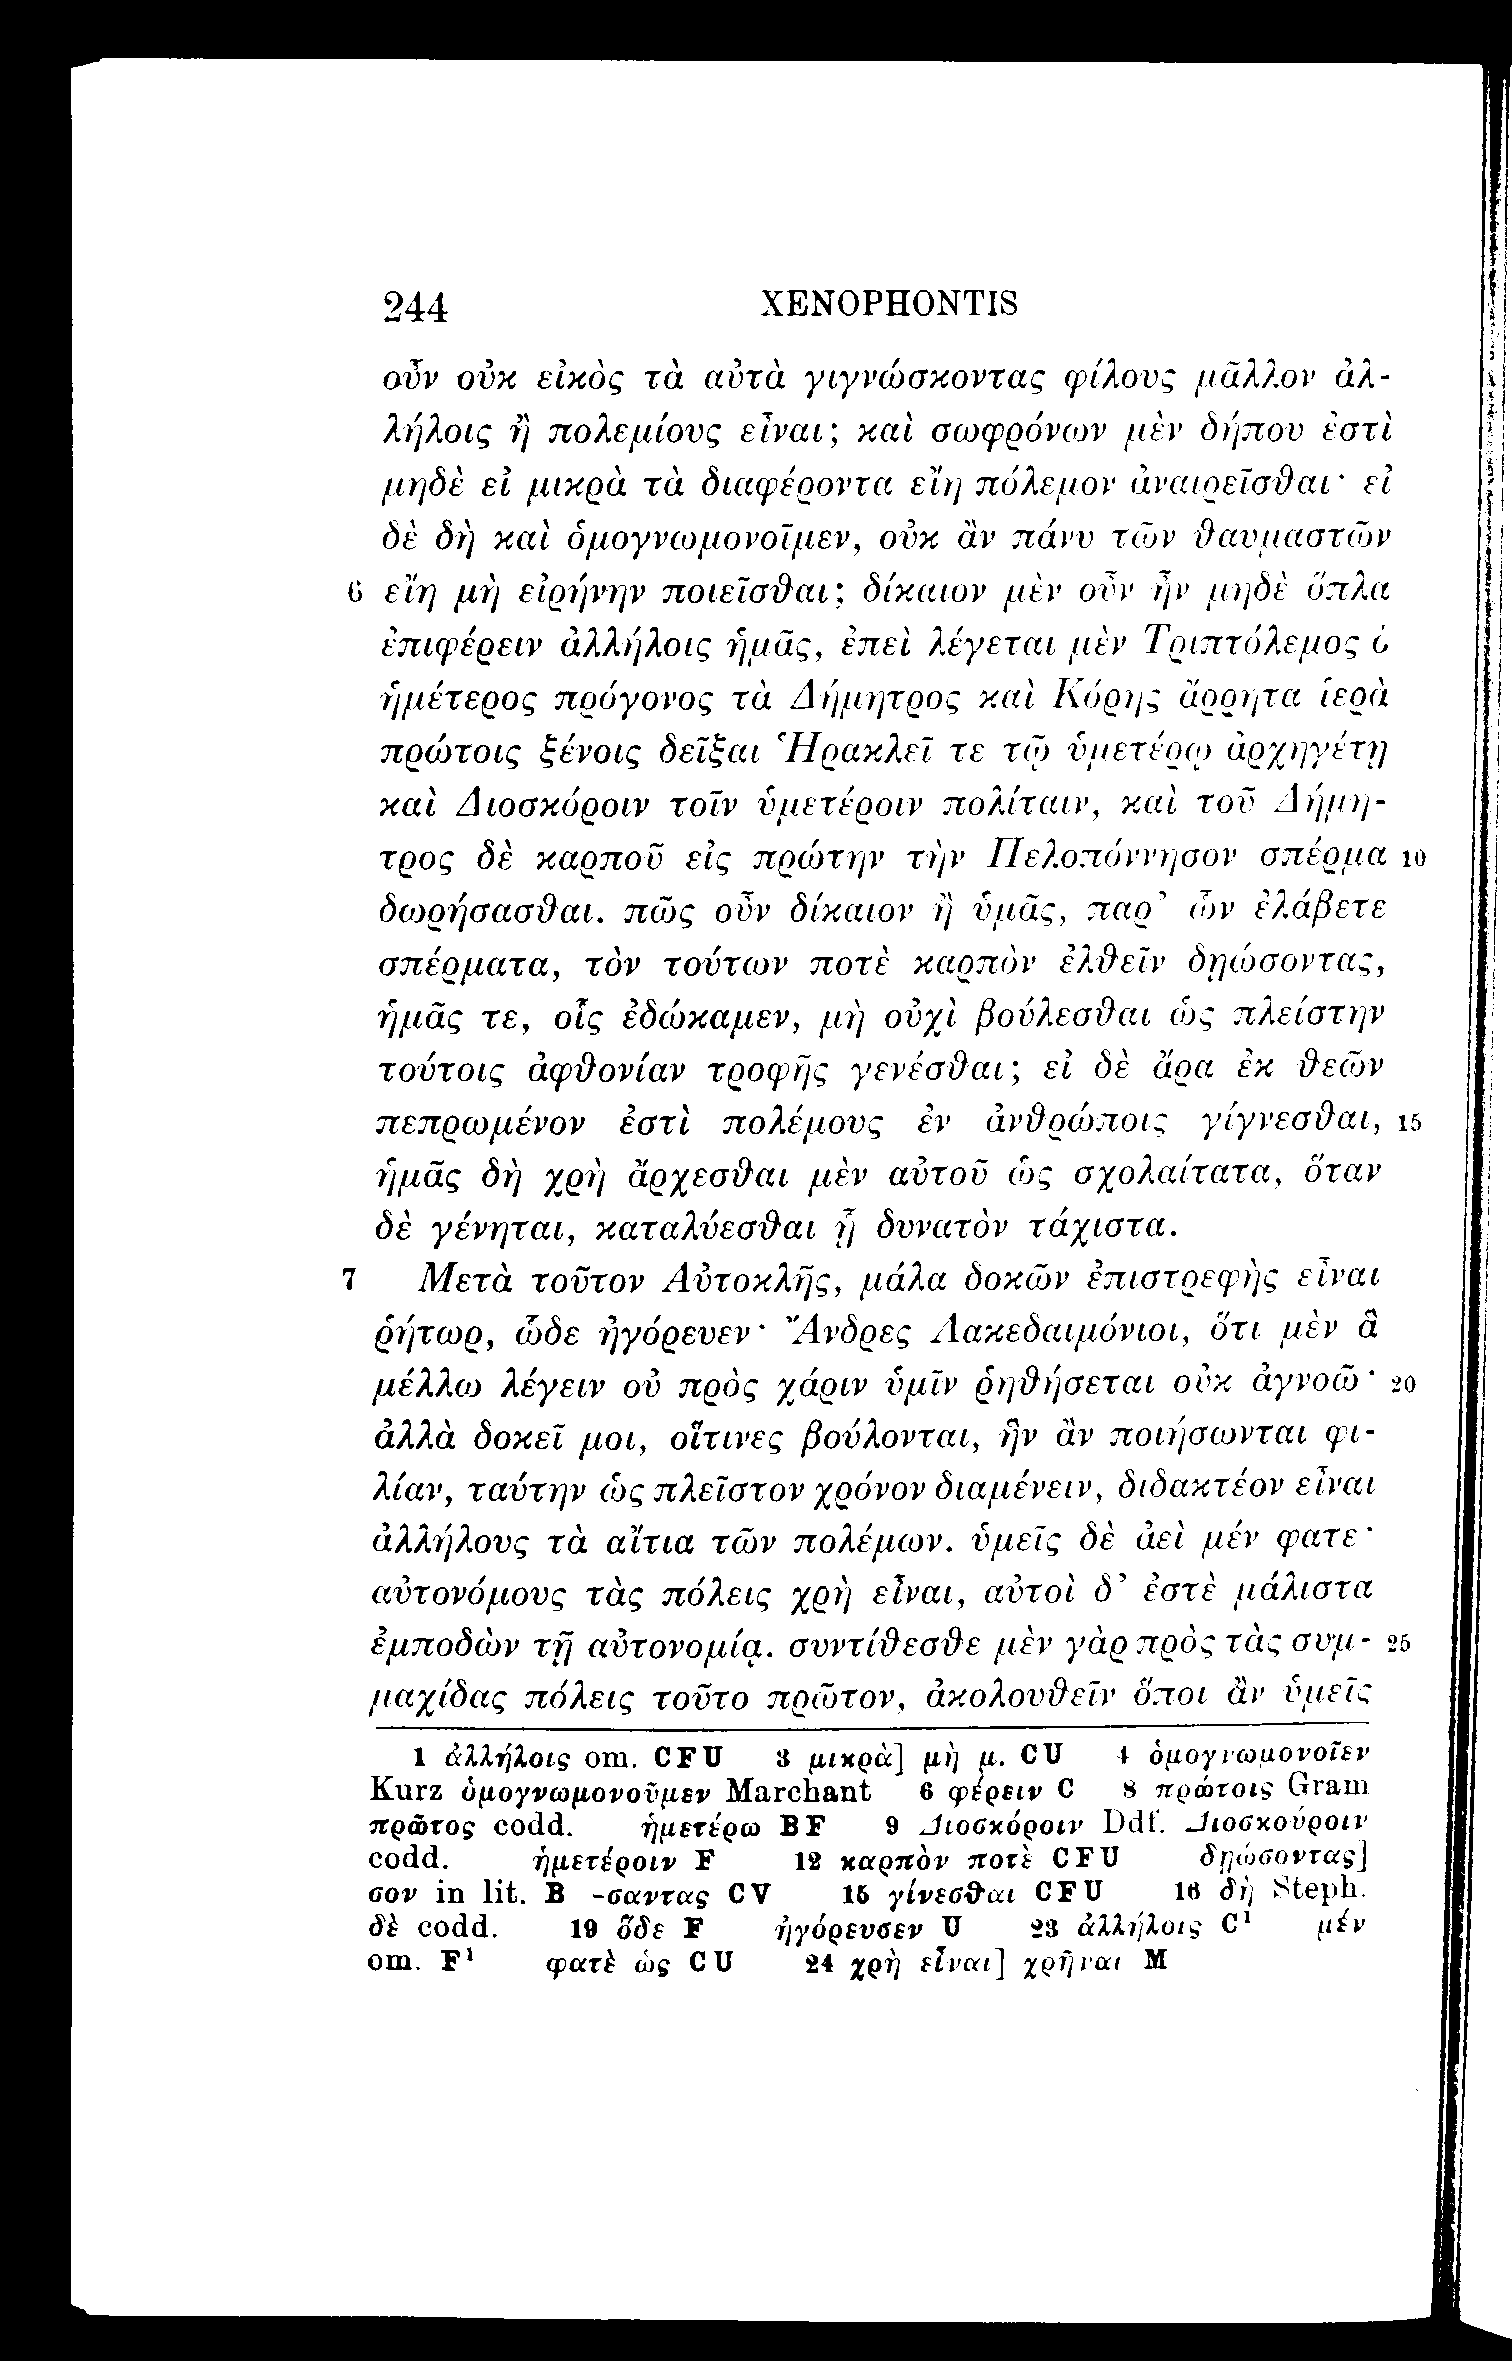 244 XENOPHONTIS
οὖν οὐκ εἰκὸς τὰ αὐτὰ γιγνώσκοντας φίλους μᾶλλον ἀλ-
λήλοις ἢ πολεμίους εἶναι; καὶ σωφρόνων μὲν δήπου ἐστὶ
μηδὲ εἰ μικρὰ τὰ διαφέροντα εἴη πόλεμον ἀναιρεῖσθαι· εἰ
δὲ δὴ καὶ ὁμογνωμονοῖμεν, οὐκ ἂν πάνυ τῶν θαυμαστῶν
6 εἴη μὴ εἰρήνην ποιεῖσθαι; δίκαιον μὲν οὖν ἦν μηδὲ ὅπλα
ἐπιφέρειν ἀλλήλοις ἡμᾶς, ἐπεὶ λέγεται μὲν Τριπτόλεμος ὁ
ἡμέτερος πρόγονος τὰ Δήμητρος καὶ Κόρης ἄρρητα ἱερὰ
πρώτοις ξένοις δεῖξαι Ἡρακλεῖ τε τῷ ὑμετέρῳ ἀρχηγέτῃ
καὶ Διοσκόροιν τοῖν ὑμετέροιν πολίταιν, καὶ τοῦ Δήμη-
τρος δὲ καρποῦ εἰς πρώτην τὴν Πελοπόννησον σπέρμα 10
δωρήσασθαι. πῶς οὖν δίκαιον ἢ ὑμᾶς, παρ’ ὧν ἐλάβετε
σπέρματα, τὸν τούτων ποτὲ καρπὸν ἐλθεῖν δῃώσοντας,
ἡμᾶς τε, οἷς ἐδώκαμεν, μὴ οὐχὶ βούλεσθαι ὡς πλείστην
τούτοις ἀφθονίαν τροφῆς γενέσθαι; εἰ δὲ ἄρα ἐκ θεῶν
πεπρωμένον ἐστὶ πολέμους ἐν ἀνθρώποις γίγνεσθαι, 15
ἡμᾶς δὴ χρὴ ἄρχεσθαι μὲν αὐτοῦ ὡς σχολαίτατα, ὅταν
δὲ γένηται, καταλύεσθαι ᾗ δυνατὸν τάχιστα.
7 Μετὰ τοῦτον Αὐτοκλῆς, μάλα δοκῶν ἐπιστρεφὴς εἶναι
ῥήτωρ, ὧδε ἠγόρευεν· Ἄνδρες Λακεδαιμόνιοι, ὅτι μὲν ἃ
μέλλω λέγειν οὐ πρὸς χάριν ὑμῖν ῥηθήσεται οὐκ ἀγνοῶ· 20
ἀλλὰ δοκεῖ μοι, οἵτινες βούλονται, ἣν ἂν ποιήσωνται φι-
λίαν, ταύτην ὡς πλεῖστον χρόνον διαμένειν, διδακτέον εἶναι
ἀλλήλους τὰ αἴτια τῶν πολέμων. ὑμεῖς δὲ ἀεὶ μέν φατε·
αὐτονόμους τὰς πόλεις χρὴ εἶναι, αὐτοὶ δ’ ἐστὲ μάλιστα
ἐμποδὼν τῇ αὐτονομίᾳ. συντίθεσθε μὲν γὰρ πρὸς τὰς συμ- 25
μαχίδας πόλεις τοῦτο πρῶτον, ἀκολουθεῖν ὅποι ἂν ὑμεῖς
1 ἀλλήλοις om. CFU 3 μικρὰ] μὴ μ. CU 4 ὁμογνωμονοῖεν
Kurz ὁμογνωμονοῦμεν Marchant 6 φέρειν C 8 πρώτοις Gram
πρῶτος codd. ἡμετέρω BF 9 Διοσκόροιν Ddf. Διοσκούροιν
codd. ἡμετέροιν F 12 καρπὸν ποτὲ CFU δῃώσοντας]
σον in lit. B -σαντας CV 15 γίνεσθαι CFU 16 δὴ Steph.
δὲ codd. 19 ὅδε F ἠγόρευσεν U 23 ἀλλήλοις C¹ μέν
om. F¹ φατὲ ὡς CU 24 χρὴ εἶναι] χρῆναι M